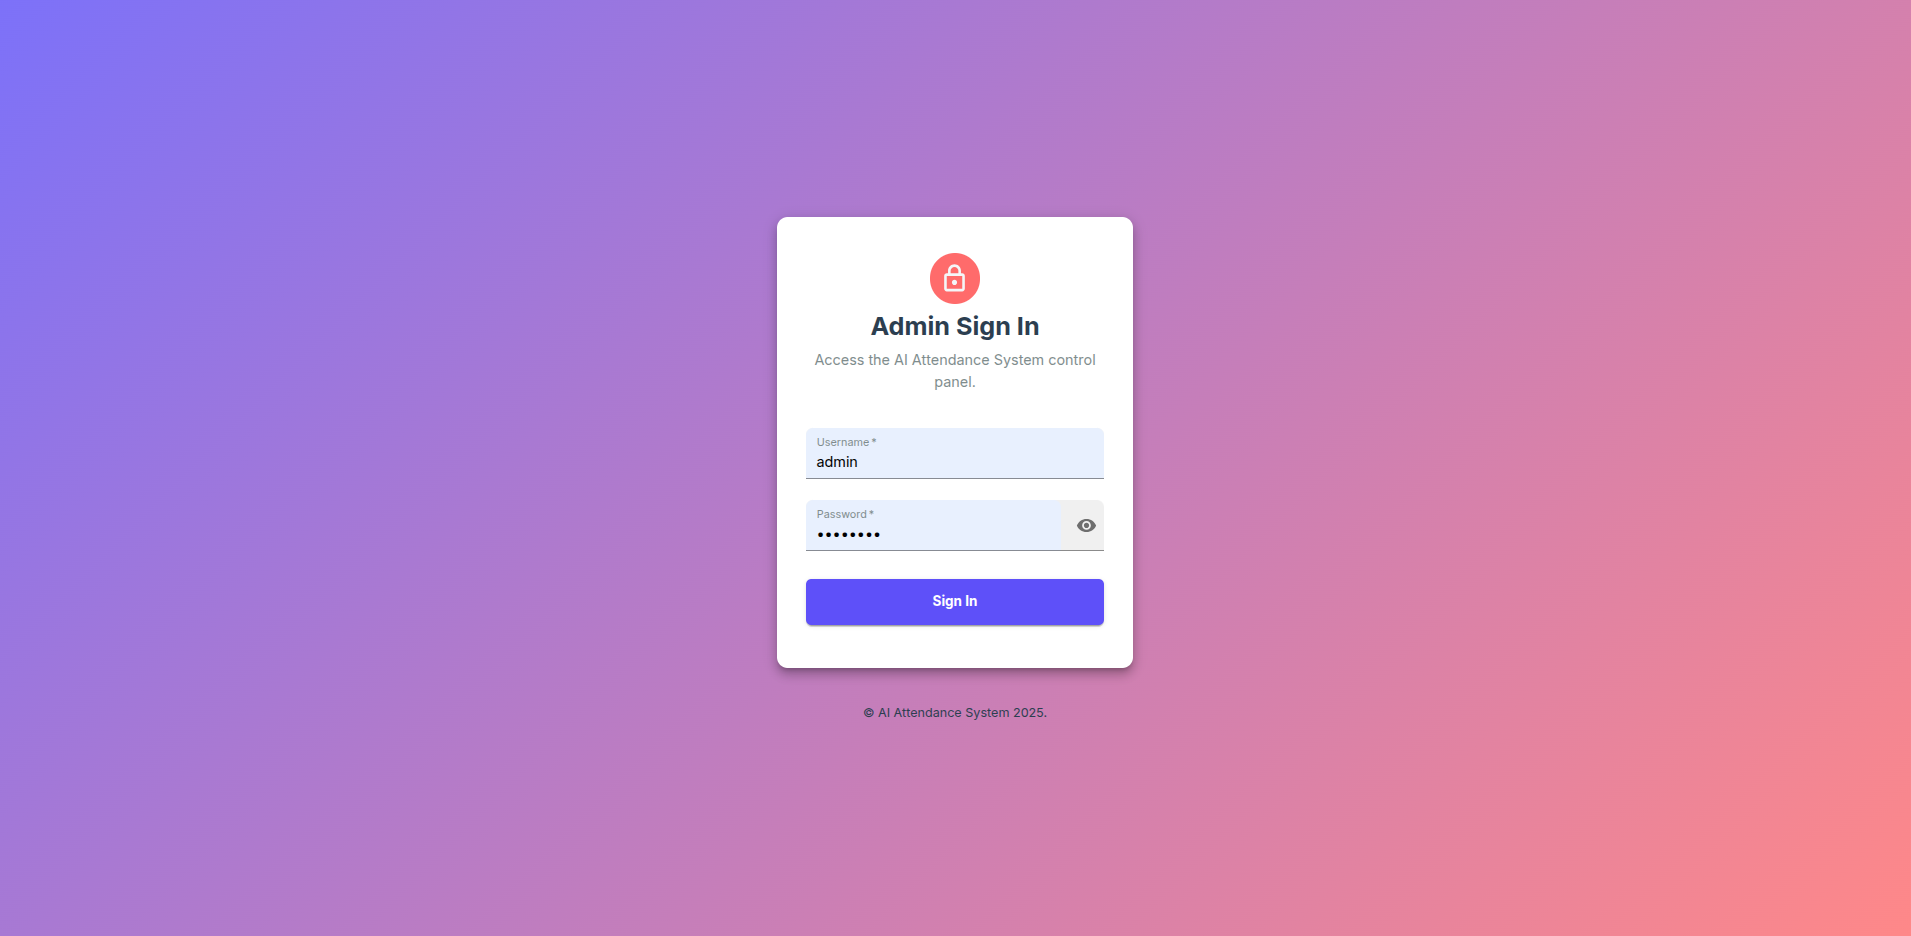 Admin Sign In
Access the AI Attendance System control
panel.
Username *
admin
Password *
••••••••
Sign In
© AI Attendance System 2025.